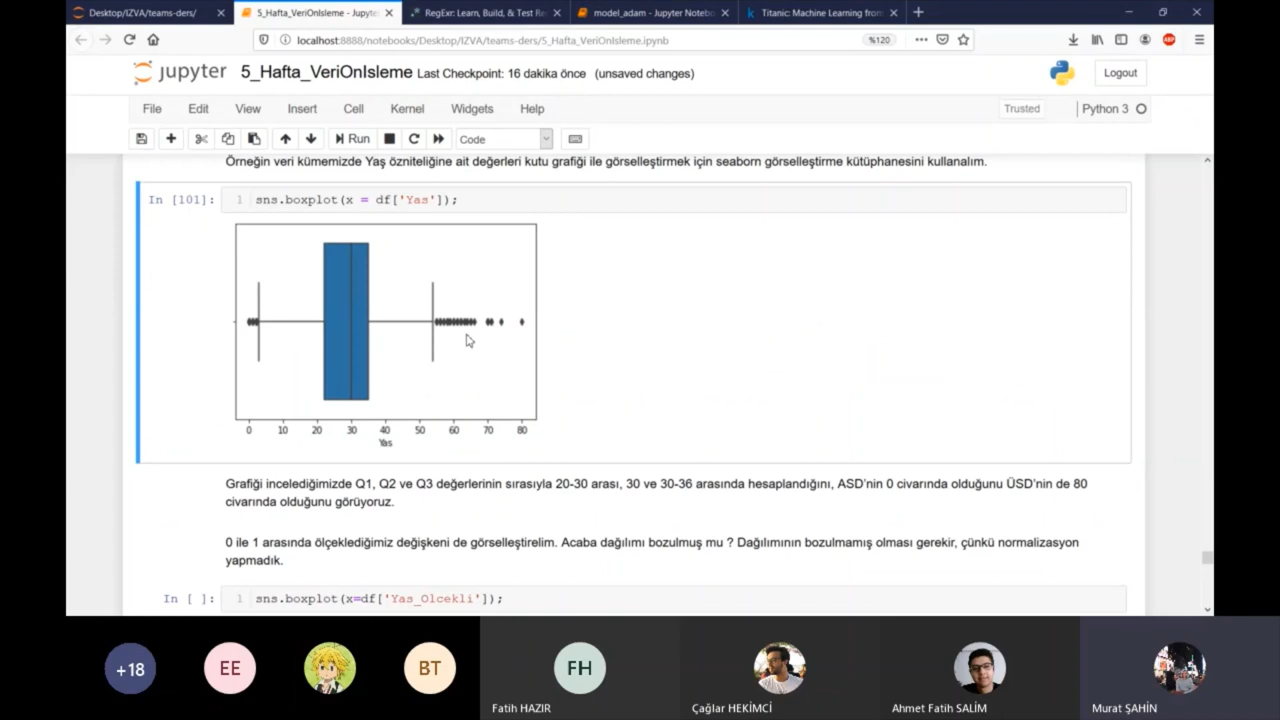 Desktop/IZVA/teams-ders/
5_Hafta_VeriOnIsleme - Jupyte
RegExr: Learn, Build, & Test Re
model_adam - Jupyter Notebo
Titanic: Machine Learning from
localhost:8888/notebooks/Desktop/IZVA/teams-ders/5_Hafta_VeriOnIsleme.ipynb
%120
ABP
jupyter 5_Hafta_VeriOnIsleme Last Checkpoint: 16 dakika önce (unsaved changes)
Logout
File Edit View Insert Cell Kernel Widgets Help
Trusted
Python 3
Run
Code
Örneğin veri kümemizde Yaş özniteliğine ait değerleri kutu grafiği ile görselleştirmek için seaborn görselleştirme kütüphanesini kullanalım.
In [101]: 1 sns.boxplot(x = df['Yas']);
0 10 20 30 40 50 60 70 80
Yas
Grafiği incelediğimizde Q1, Q2 ve Q3 değerlerinin sırasıyla 20-30 arası, 30 ve 30-36 arasında hesaplandığını, ASD'nin 0 civarında olduğunu ÜSD'nin de 80
civarında olduğunu görüyoruz.
0 ile 1 arasında ölçeklediğimiz değişkeni de görselleştirelim. Acaba dağılımı bozulmuş mu ? Dağılımının bozulmamış olması gerekir, çünkü normalizasyon
yapmadık.
In [ ]: 1 sns.boxplot(x=df['Yas_Olcekli']);
+18
EE
BT
FH
Fatih HAZIR
Çağlar HEKİMCİ
Ahmet Fatih SALİM
Murat ŞAHİN